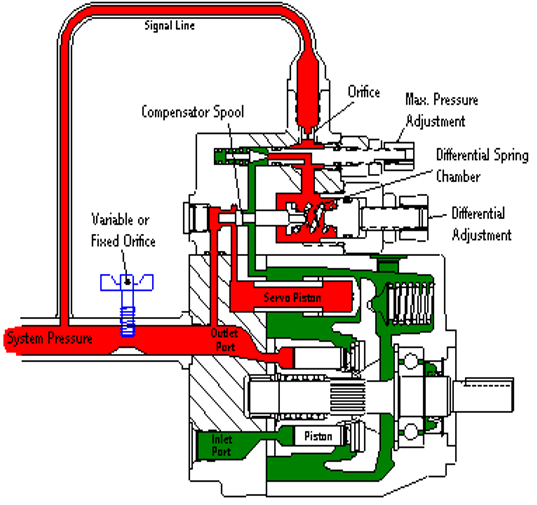 Signal Line
Orifice
Compensator Spool
Max. Pressure
Adjustment
Differential Spring
Chamber
Variable or
Fixed Orifice
Differential
Adjustment
Servo Piston
System Pressure
Outlet
Port
Inlet
Port
Piston